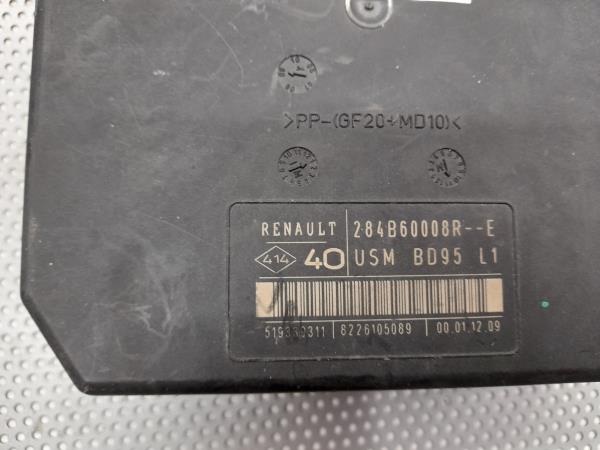 >PP-(GF20+MD10)<
RENAULT 284B60008R--E
414 40 USM BD95 L1
8226105089 00.01.12.09